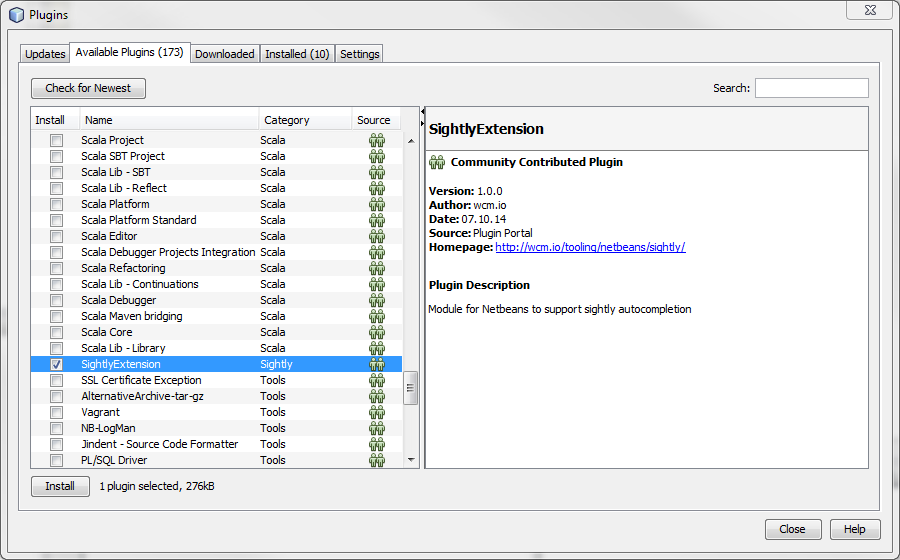 Plugins
Updates Available Plugins (173) Downloaded Installed (10) Settings
Check for Newest Search:
Install Name Category Source
Scala Project Scala
Scala SBT Project Scala
Scala Lib - SBT Scala
Scala Lib - Reflect Scala
Scala Platform Scala
Scala Platform Standard Scala
Scala Editor Scala
Scala Debugger Projects Integration Scala
Scala Refactoring Scala
Scala Lib - Continuations Scala
Scala Debugger Scala
Scala Maven bridging Scala
Scala Core Scala
Scala Lib - Library Scala
SightlyExtension Sightly
SSL Certificate Exception Tools
AlternativeArchive-tar-gz Tools
Vagrant Tools
NB-LogMan Tools
Jindent - Source Code Formatter Tools
PL/SQL Driver Tools
SightlyExtension
Community Contributed Plugin
Version: 1.0.0
Author: wcm.io
Date: 07.10.14
Source: Plugin Portal
Homepage: http://wcm.io/tooling/netbeans/sightly/
Plugin Description
Module for Netbeans to support sightly autocompletion
Install 1 plugin selected, 276kB
Close Help